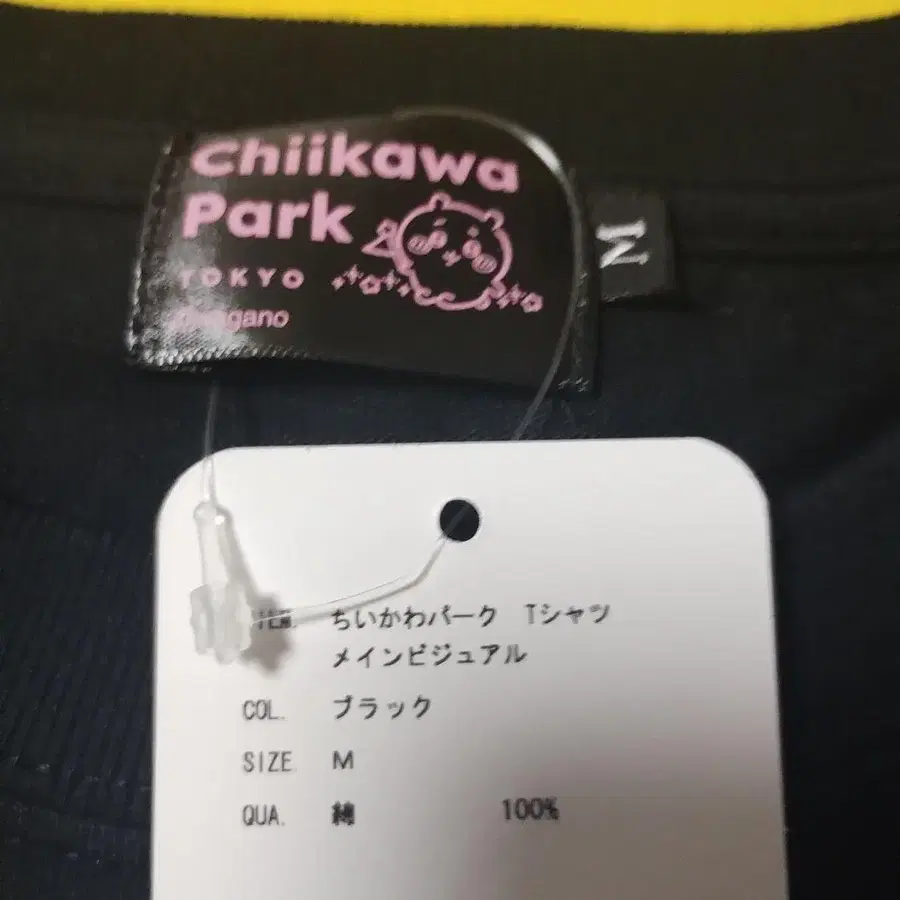 Chiikawa
Park
TOKYO
M
ちいかわパーク Tシャツ
メインビジュアル
COL. ブラック
SIZE M
QUA. 綿 100%